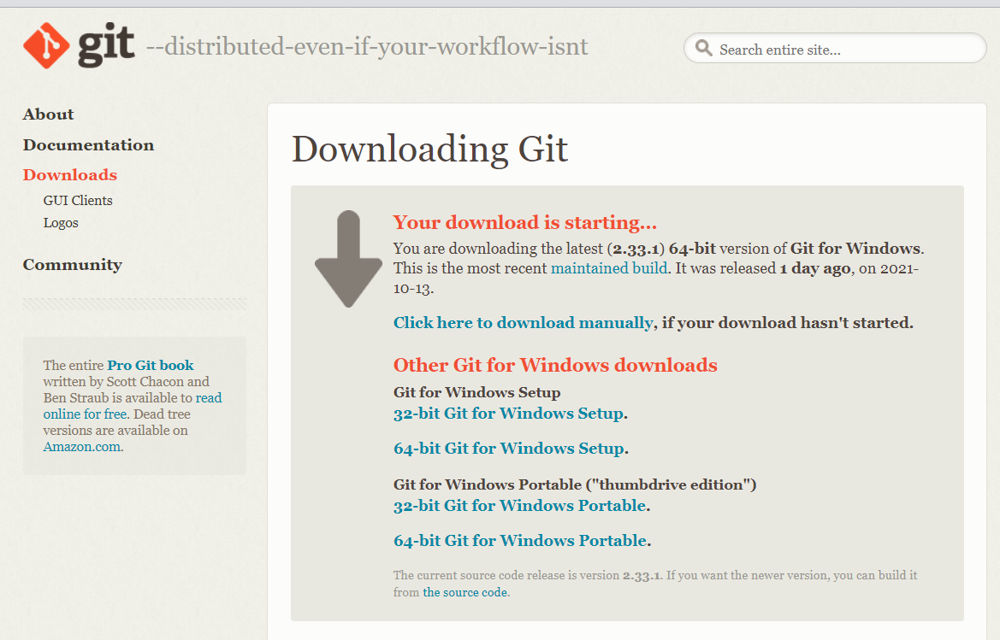 git --distributed-even-if-your-workflow-isnt
Search entire site...
About
Documentation
Downloads
GUI Clients
Logos
Community
The entire Pro Git book
written by Scott Chacon and
Ben Straub is available to read
online for free. Dead tree
versions are available on
Amazon.com.
Downloading Git
Your download is starting...
You are downloading the latest (2.33.1) 64-bit version of Git for Windows.
This is the most recent maintained build. It was released 1 day ago, on 2021-
10-13.
Click here to download manually, if your download hasn't started.
Other Git for Windows downloads
Git for Windows Setup
32-bit Git for Windows Setup.
64-bit Git for Windows Setup.
Git for Windows Portable ("thumbdrive edition")
32-bit Git for Windows Portable.
64-bit Git for Windows Portable.
The current source code release is version 2.33.1. If you want the newer version, you can build it
from the source code.